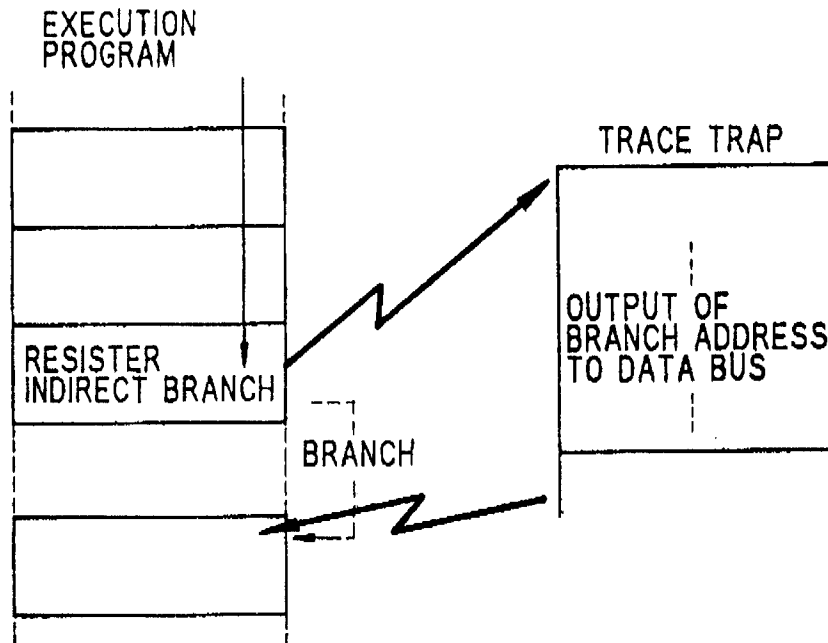 EXECUTION
PROGRAM
TRACE TRAP
OUTPUT OF
BRANCH ADDRESS
TO DATA BUS
RESISTER
INDIRECT BRANCH
BRANCH